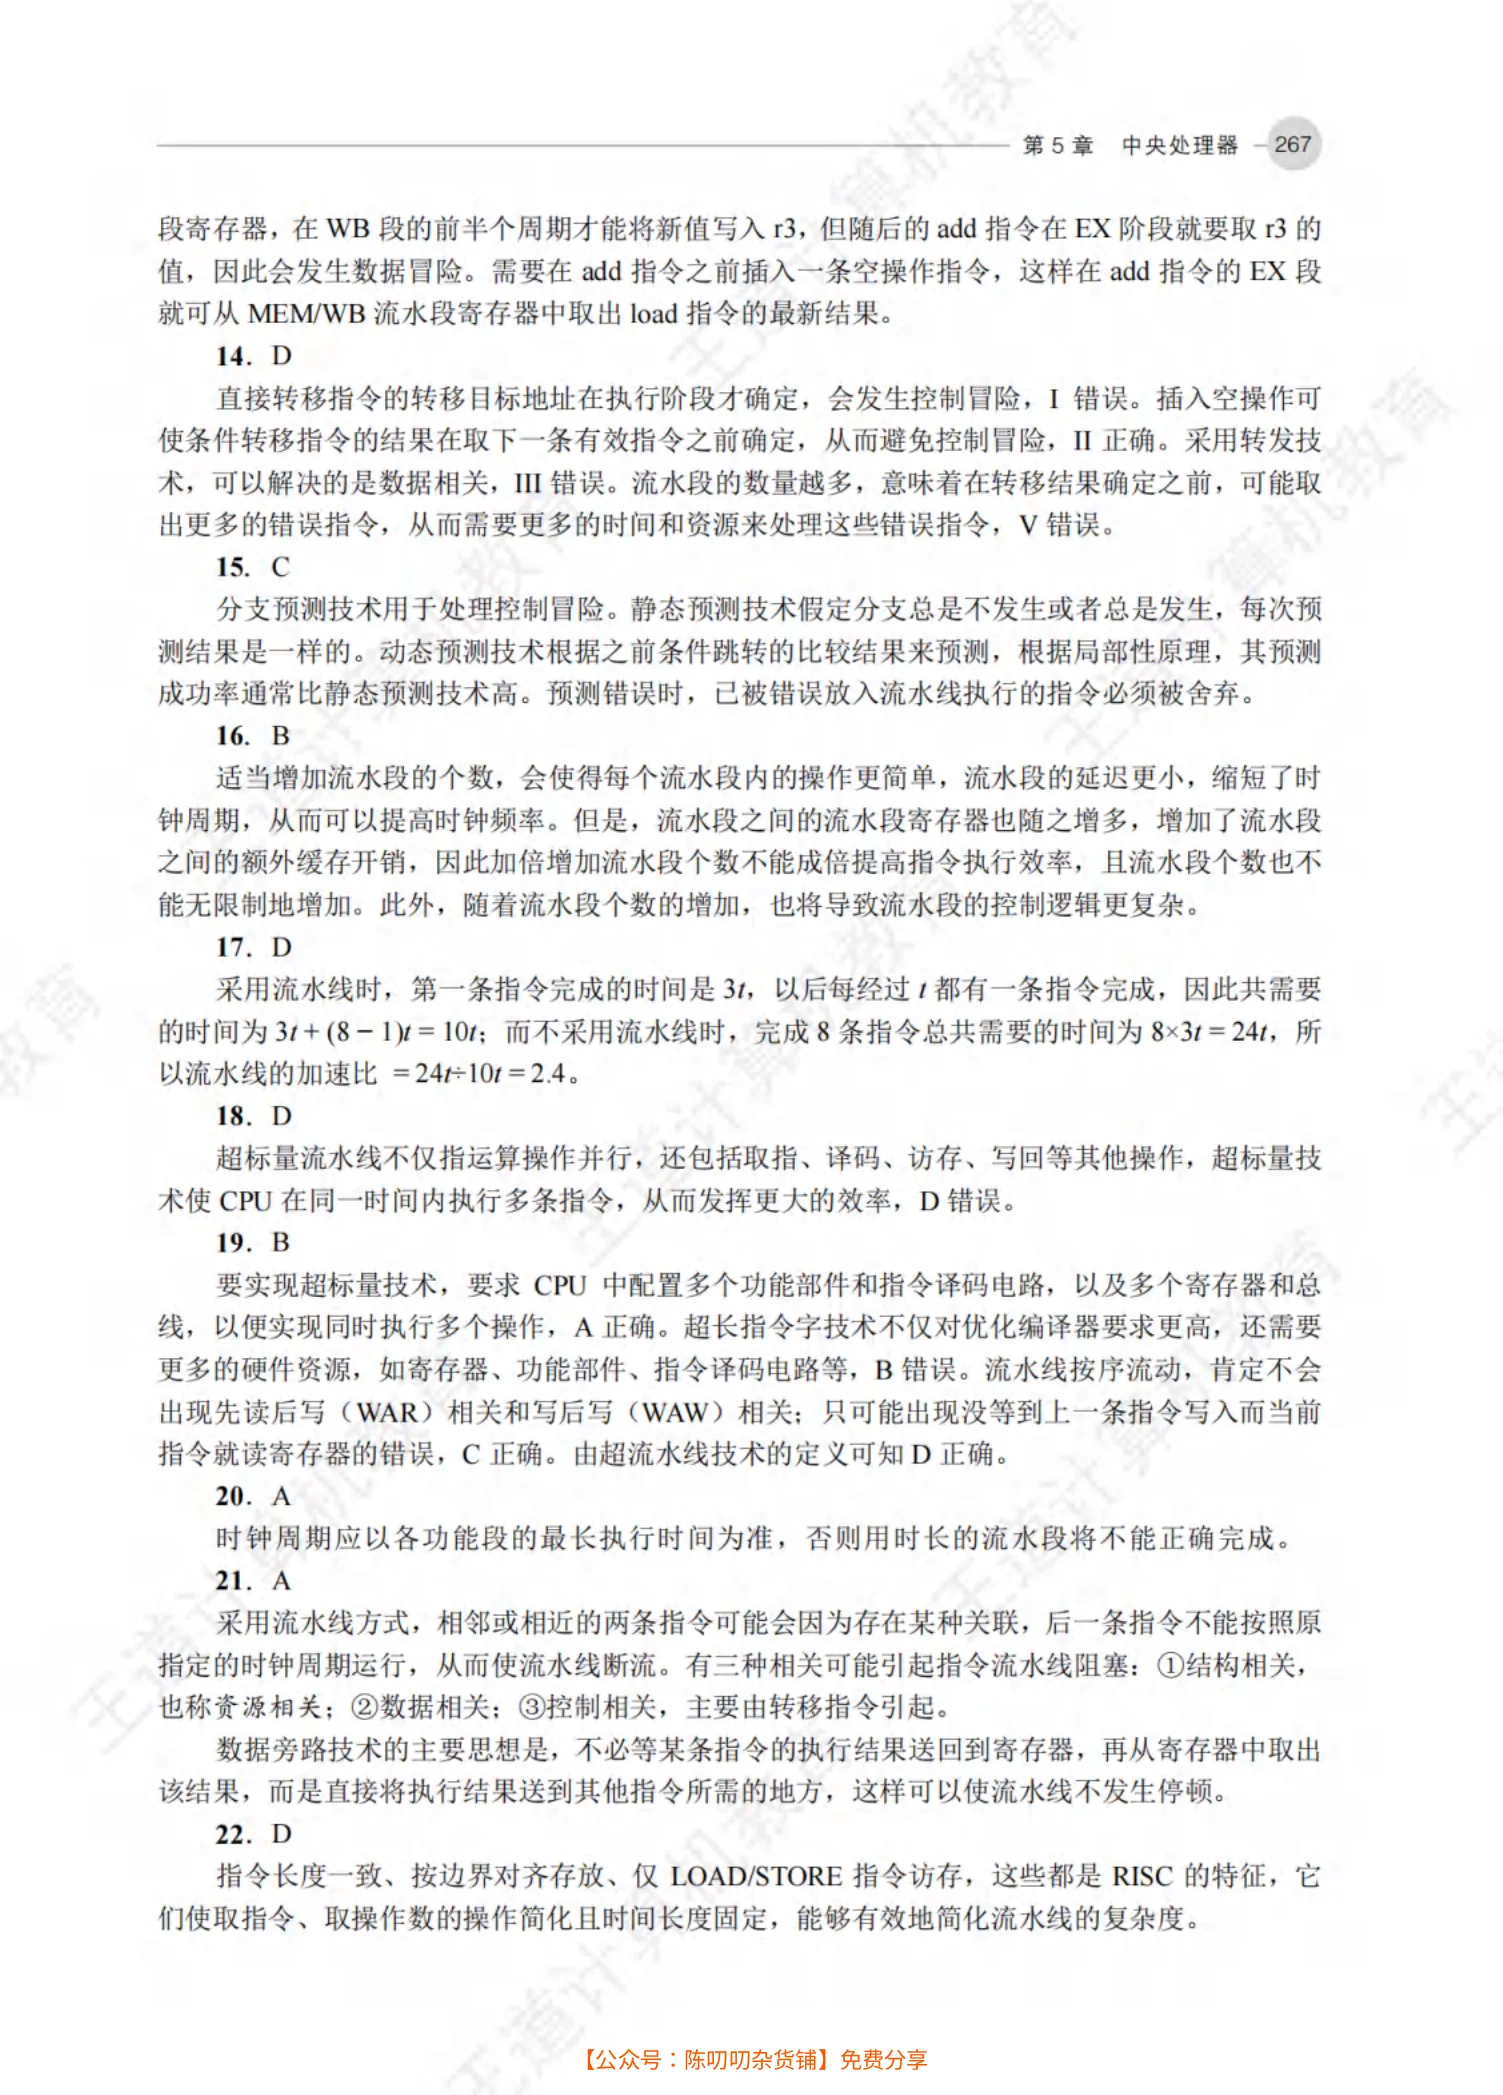 第 5 章 中央处理器 267
段寄存器，在 WB 段的前半个周期才能将新值写入 r3，但随后的 add 指令在 EX 阶段就要取 r3 的
值，因此会发生数据冒险。需要在 add 指令之前插入一条空操作指令，这样在 add 指令的 EX 段
就可从 MEM/WB 流水段寄存器中取出 load 指令的最新结果。
14. D
直接转移指令的转移目标地址在执行阶段才确定，会发生控制冒险，I 错误。插入空操作可
使条件转移指令的结果在取下一条有效指令之前确定，从而避免控制冒险，II 正确。采用转发技
术，可以解决的是数据相关，III 错误。流水段的数量越多，意味着在转移结果确定之前，可能取
出更多的错误指令，从而需要更多的时间和资源来处理这些错误指令，V 错误。
15. C
分支预测技术用于处理控制冒险。静态预测技术假定分支总是不发生或者总是发生，每次预
测结果是一样的。动态预测技术根据之前条件跳转的比较结果来预测，根据局部性原理，其预测
成功率通常比静态预测技术高。预测错误时，已被错误放入流水线执行的指令必须被舍弃。
16. B
适当增加流水段的个数，会使得每个流水段内的操作更简单，流水段的延迟更小，缩短了时
钟周期，从而可以提高时钟频率。但是，流水段之间的流水段寄存器也随之增多，增加了流水段
之间的额外缓存开销，因此加倍增加流水段个数不能成倍提高指令执行效率，且流水段个数也不
能无限制地增加。此外，随着流水段个数的增加，也将导致流水段的控制逻辑更复杂。
17. D
采用流水线时，第一条指令完成的时间是 3t，以后每经过 t 都有一条指令完成，因此共需要
的时间为 3t + (8 − 1)t = 10t；而不采用流水线时，完成 8 条指令总共需要的时间为 8×3t = 24t，所
以流水线的加速比 = 24t÷10t = 2.4。
18. D
超标量流水线不仅指运算操作并行，还包括取指、译码、访存、写回等其他操作，超标量技
术使 CPU 在同一时间内执行多条指令，从而发挥更大的效率，D 错误。
19. B
要实现超标量技术，要求 CPU 中配置多个功能部件和指令译码电路，以及多个寄存器和总
线，以便实现同时执行多个操作，A 正确。超长指令字技术不仅对优化编译器要求更高，还需要
更多的硬件资源，如寄存器、功能部件、指令译码电路等，B 错误。流水线按序流动，肯定不会
出现先读后写（WAR）相关和写后写（WAW）相关；只可能出现没等到上一条指令写入而当前
指令就读寄存器的错误，C 正确。由超流水线技术的定义可知 D 正确。
20. A
时钟周期应以各功能段的最长执行时间为准，否则用时长的流水段将不能正确完成。
21. A
采用流水线方式，相邻或相近的两条指令可能会因为存在某种关联，后一条指令不能按照原
指定的时钟周期运行，从而使流水线断流。有三种相关可能引起指令流水线阻塞：①结构相关，
也称资源相关；②数据相关；③控制相关，主要由转移指令引起。
数据旁路技术的主要思想是，不必等某条指令的执行结果送回到寄存器，再从寄存器中取出
该结果，而是直接将执行结果送到其他指令所需的地方，这样可以使流水线不发生停顿。
22. D
指令长度一致、按边界对齐存放、仅 LOAD/STORE 指令访存，这些都是 RISC 的特征，它
们使取指令、取操作数的操作简化且时间长度固定，能够有效地简化流水线的复杂度。
【公众号：陈叨叨杂货铺】免费分享
王道计算机教育